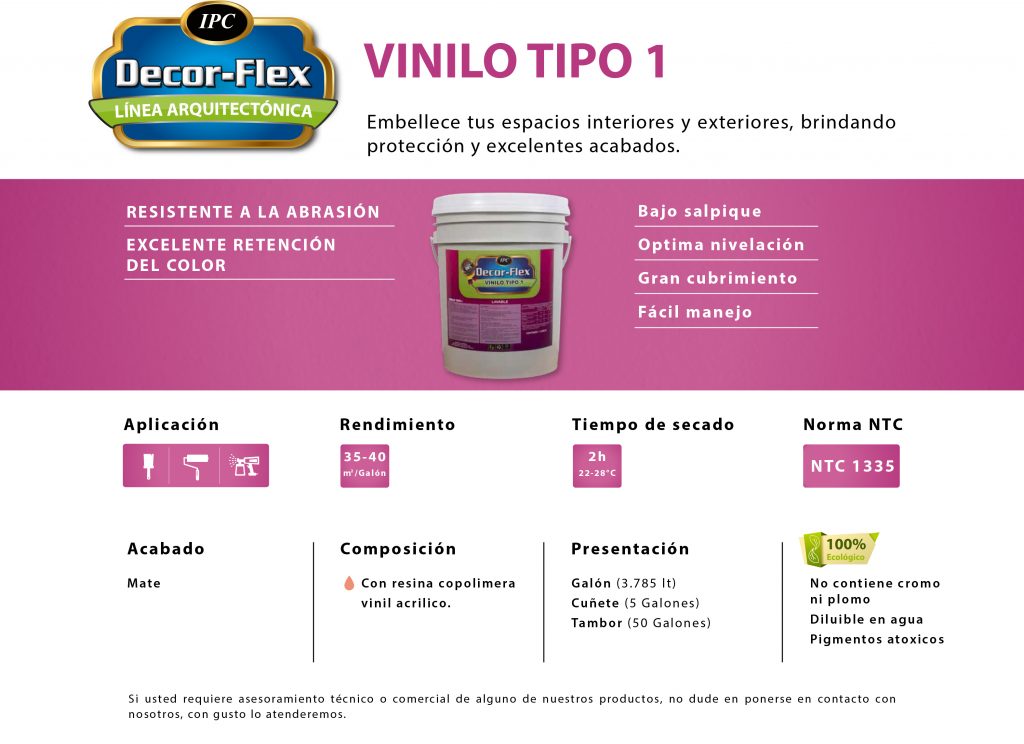 IPC
Decor-Flex
LÍNEA ARQUITECTÓNICA
VINILO TIPO 1
Embellece tus espacios interiores y exteriores, brindando
protección y excelentes acabados.
RESISTENTE A LA ABRASIÓN
EXCELENTE RETENCIÓN
DEL COLOR
IPC
Decor-Flex
VINILO TIPO 1
LAVABLE
Bajo salpique
Optima nivelación
Gran cubrimiento
Fácil manejo
Aplicación
Rendimiento
35-40
m²/Galón
Tiempo de secado
2h
22-28°C
Norma NTC
NTC 1335
Acabado
Mate
Composición
Con resina copolimera
vinil acrilico.
Presentación
Galón (3.785 lt)
Cuñete (5 Galones)
Tambor (50 Galones)
100%
Ecológico
No contiene cromo
ni plomo
Diluible en agua
Pigmentos atoxicos
Si usted requiere asesoramiento técnico o comercial de alguno de nuestros productos, no dude en ponerse en contacto con
nosotros, con gusto lo atenderemos.